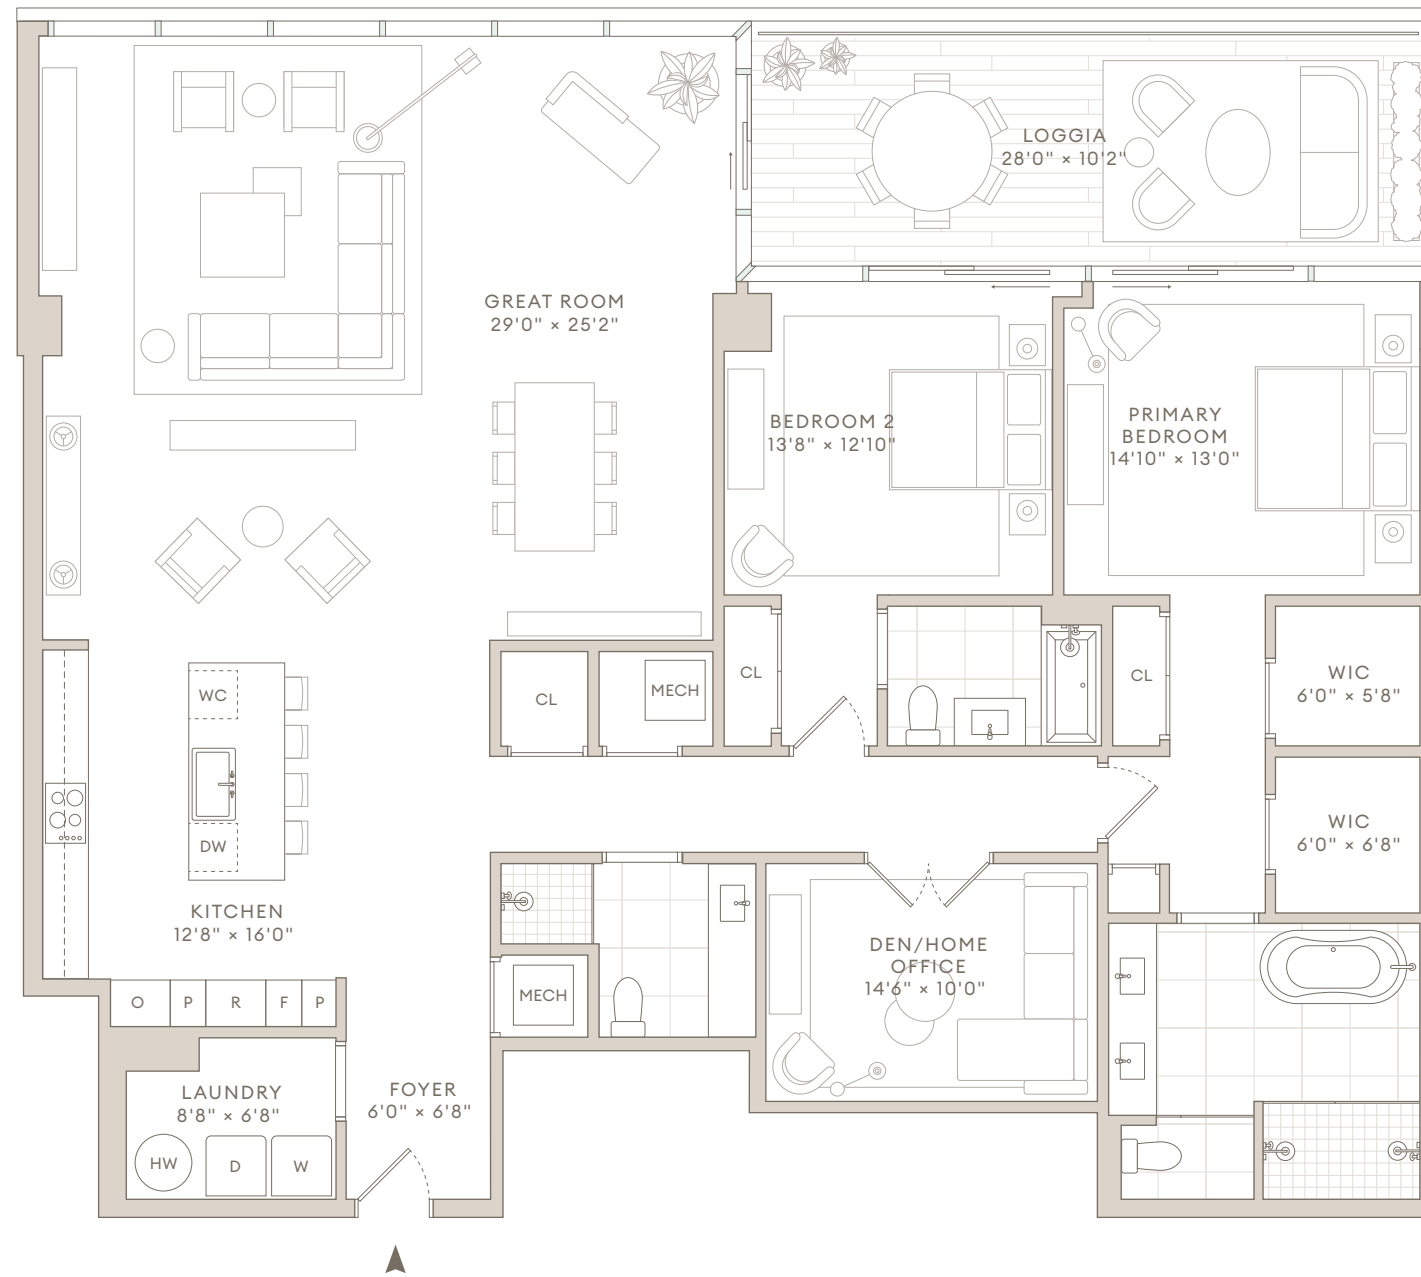 LOGGIA
28'0" × 10'2"
GREAT ROOM
29'0" × 25'2"
BEDROOM 2
13'8" × 12'10"
PRIMARY
BEDROOM
14'10" × 13'0"
WC
CL
MECH
CL
CL
WIC
6'0" × 5'8"
DW
WIC
6'0" × 6'8"
KITCHEN
12'8" × 16'0"
DEN/HOME
OFFICE
14'6" × 10'0"
O P R F P
MECH
LAUNDRY
8'8" × 6'8"
FOYER
6'0" × 6'8"
HW D W